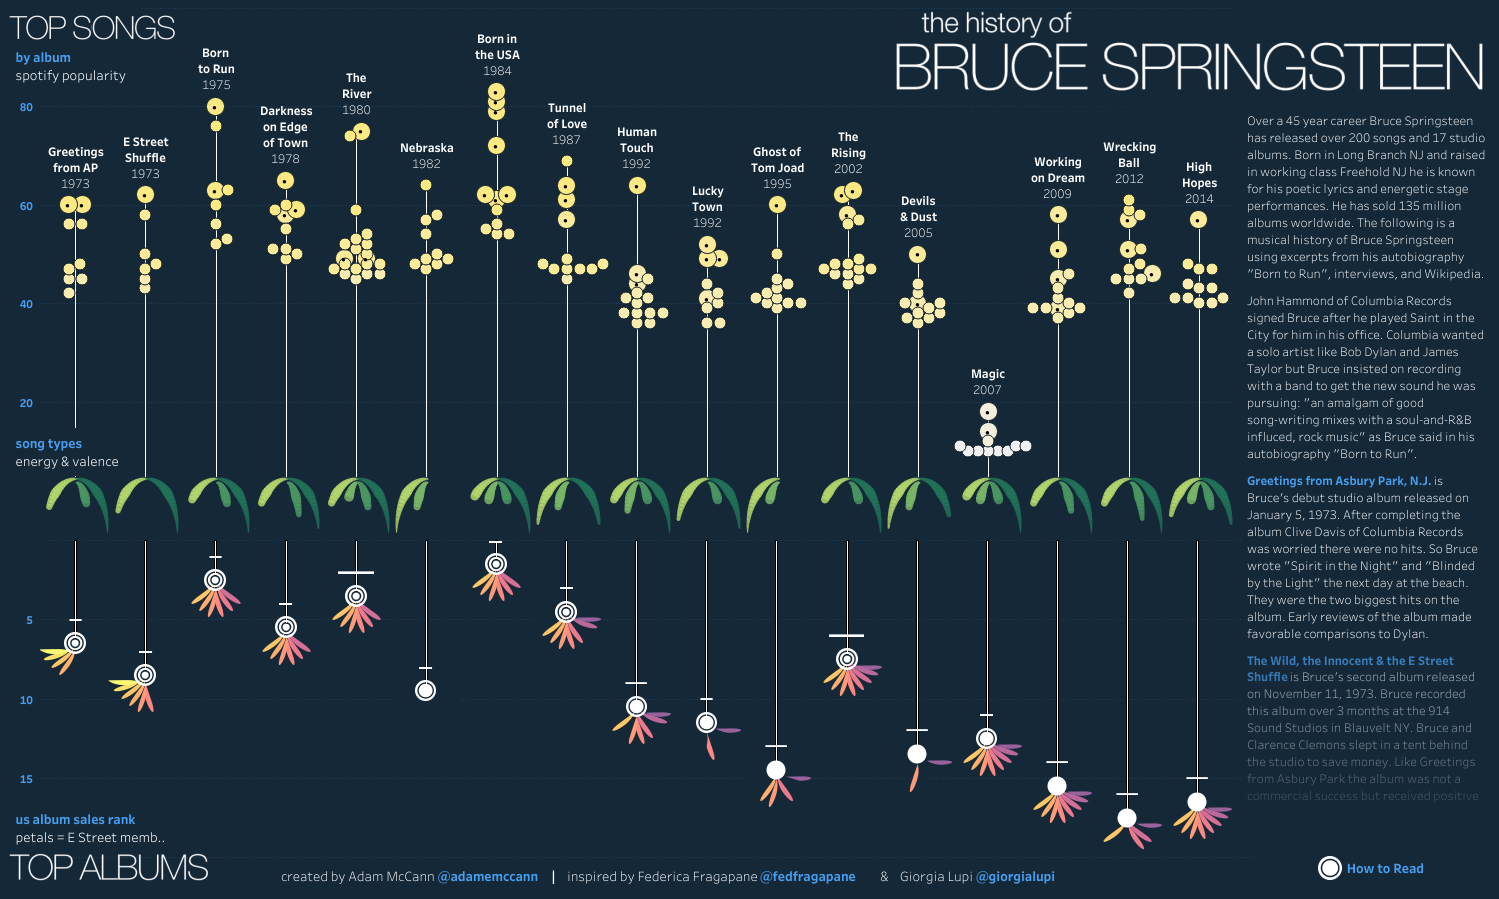 TOP SONGS
by album
spotify popularity
the history of
BRUCE SPRINGSTEEN
80
60
40
20
Greetings
from AP
1973
E Street
Shuffle
1973
Born
to Run
1975
Darkness
on Edge
of Town
1978
The
River
1980
Nebraska
1982
Born in
the USA
1984
Tunnel
of Love
1987
Human
Touch
1992
Lucky
Town
1992
Ghost of
Tom Joad
1995
The
Rising
2002
Devils
& Dust
2005
Magic
2007
Working
on Dream
2009
Wrecking
Ball
2012
High
Hopes
2014
song types
energy & valence
5
10
15
us album sales rank
petals = E Street memb..
TOP ALBUMS
Over a 45 year career Bruce Springsteen
has released over 200 songs and 17 studio
albums. Born in Long Branch NJ and raised
in working class Freehold NJ he is known
for his poetic lyrics and energetic stage
performances. He has sold 135 million
albums worldwide. The following is a
musical history of Bruce Springsteen
using excerpts from his autobiography
"Born to Run", interviews, and Wikipedia.
John Hammond of Columbia Records
signed Bruce after he played Saint in the
City for him in his office. Columbia wanted
a solo artist like Bob Dylan and James
Taylor but Bruce insisted on recording
with a band to get the new sound he was
pursuing: "an amalgam of good
song-writing mixes with a soul-and-R&B
influced, rock music" as Bruce said in his
autobiography "Born to Run".
Greetings from Asbury Park, N.J. is
Bruce's debut studio album released on
January 5, 1973. After completing the
album Clive Davis of Columbia Records
was worried there were no hits. So Bruce
wrote "Spirit in the Night" and "Blinded
by the Light" the next day at the beach.
They were the two biggest hits on the
album. Early reviews of the album made
favorable comparisons to Dylan.
The Wild, the Innocent & the E Street
Shuffle is Bruce's second album released
on November 11, 1973. Bruce recorded
this album over 3 months at the 914
Sound Studios in Blauvelt NY. Bruce and
Clarence Clemons slept in a tent behind
the studio to save money. Like Greetings
from Asbury Park the album was not a
commercial success but received positive
created by Adam McCann @adamemccann | inspired by Federica Fragapane @fedfragapane & Giorgia Lupi @giorgialupi
How to Read